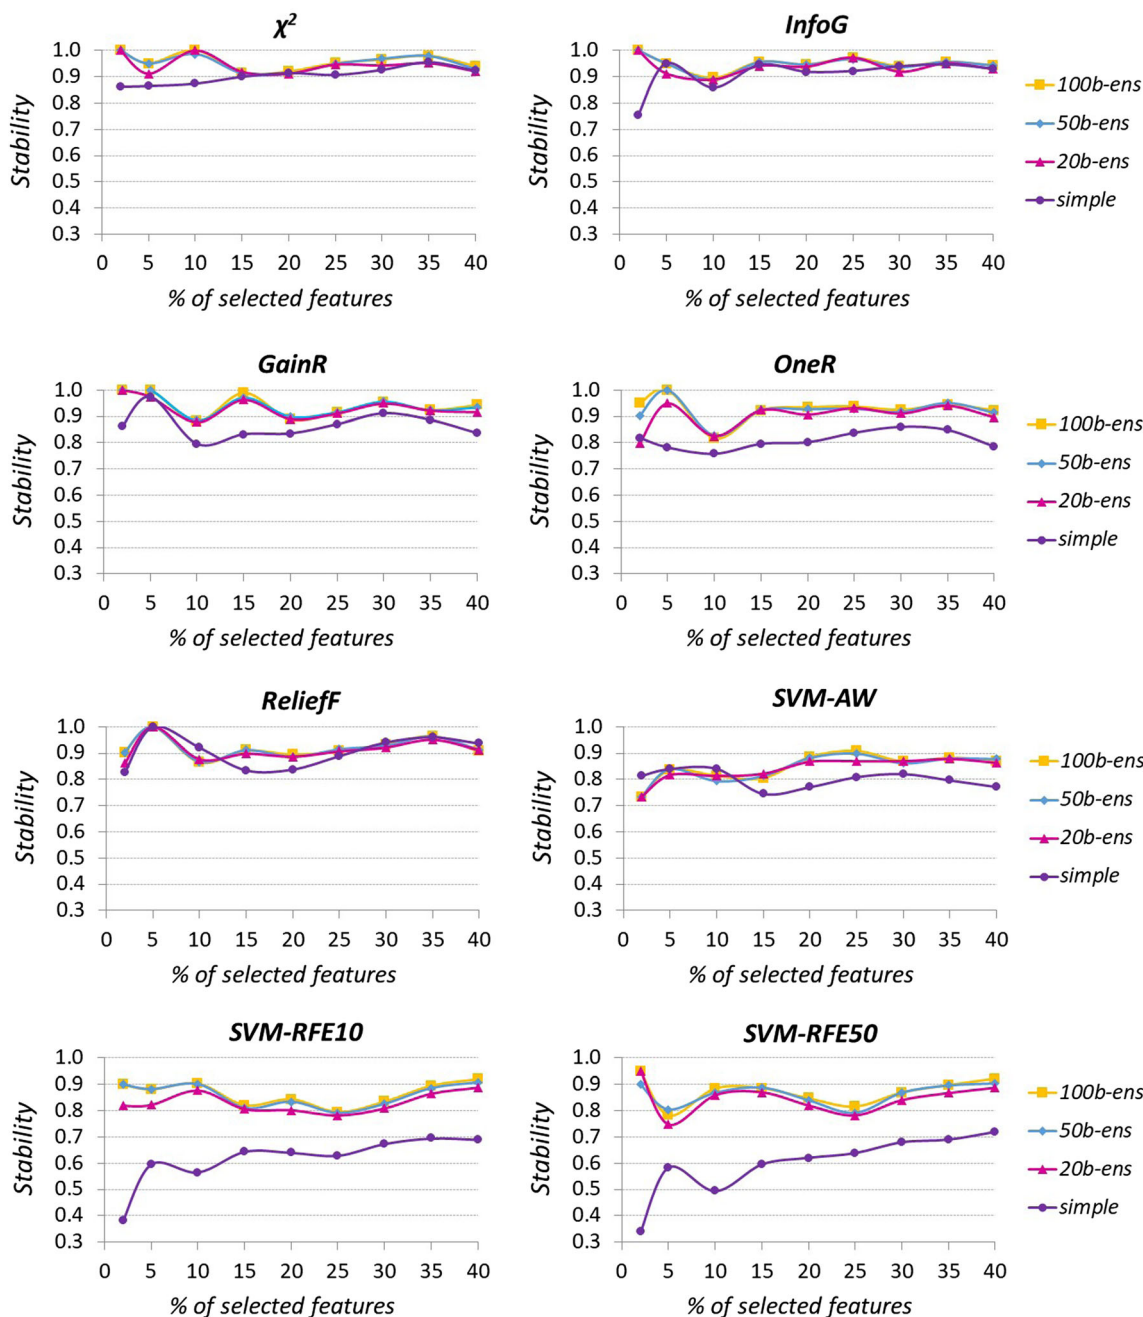 χ²
InfoG
1.0
0.9
0.8
0.7
0.6
0.5
0.4
0.3
Stability
0 5 10 15 20 25 30 35 40
% of selected features
1.0
0.9
0.8
0.7
0.6
0.5
0.4
0.3
Stability
0 5 10 15 20 25 30 35 40
% of selected features
100b-ens
50b-ens
20b-ens
simple
GainR
OneR
1.0
0.9
0.8
0.7
0.6
0.5
0.4
0.3
Stability
0 5 10 15 20 25 30 35 40
% of selected features
1.0
0.9
0.8
0.7
0.6
0.5
0.4
0.3
Stability
0 5 10 15 20 25 30 35 40
% of selected features
100b-ens
50b-ens
20b-ens
simple
ReliefF
SVM-AW
1.0
0.9
0.8
0.7
0.6
0.5
0.4
0.3
Stability
0 5 10 15 20 25 30 35 40
% of selected features
1.0
0.9
0.8
0.7
0.6
0.5
0.4
0.3
Stability
0 5 10 15 20 25 30 35 40
% of selected features
100b-ens
50b-ens
20b-ens
simple
SVM-RFE10
SVM-RFE50
1.0
0.9
0.8
0.7
0.6
0.5
0.4
0.3
Stability
0 5 10 15 20 25 30 35 40
% of selected features
1.0
0.9
0.8
0.7
0.6
0.5
0.4
0.3
Stability
0 5 10 15 20 25 30 35 40
% of selected features
100b-ens
50b-ens
20b-ens
simple